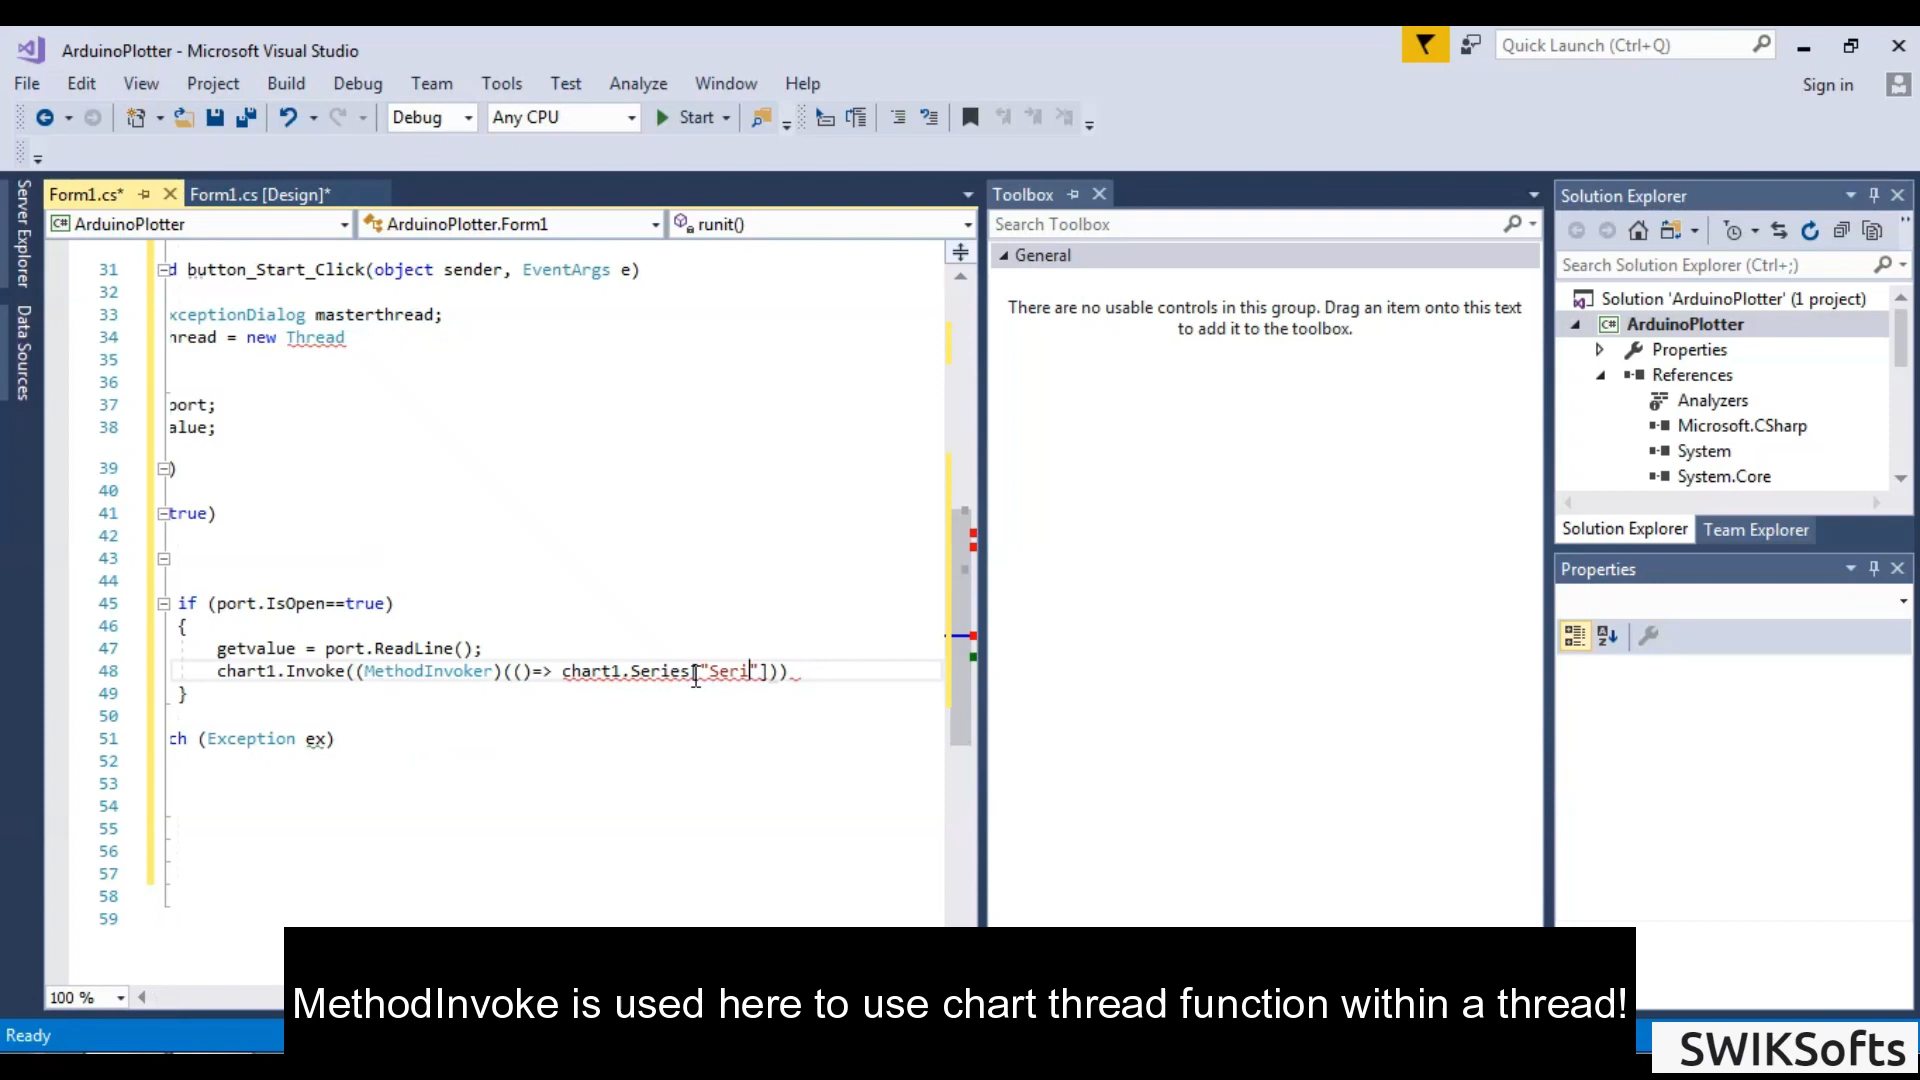 ArduinoPlotter - Microsoft Visual Studio
Quick Launch (Ctrl+Q)
File Edit View Project Build Debug Team Tools Test Analyze Window Help
Sign in
Debug Any CPU Start
Server Explorer
Data Sources
Form1.cs* Form1.cs [Design]*
ArduinoPlotter ArduinoPlotter.Form1 runit()
31 d button_Start_Click(object sender, EventArgs e)
32
33 xceptionDialog masterthread;
34 hread = new Thread
35
36
37 port;
38 alue;
39 )
40
41 true)
42
43
44
45 if (port.IsOpen==true)
46 {
47 getvalue = port.ReadLine();
48 chart1.Invoke((MethodInvoker)(()=> chart1.Series["Seri"]))
49 }
50
51 ch (Exception ex)
52
53
54
55
56
57
58
59
100 %
Ready
Toolbox
Search Toolbox
General
There are no usable controls in this group. Drag an item onto this text
to add it to the toolbox.
Solution Explorer
Search Solution Explorer (Ctrl+;)
Solution 'ArduinoPlotter' (1 project)
C# ArduinoPlotter
Properties
References
Analyzers
Microsoft.CSharp
System
System.Core
Solution Explorer Team Explorer
Properties
MethodInvoke is used here to use chart thread function within a thread!
SWIKSofts